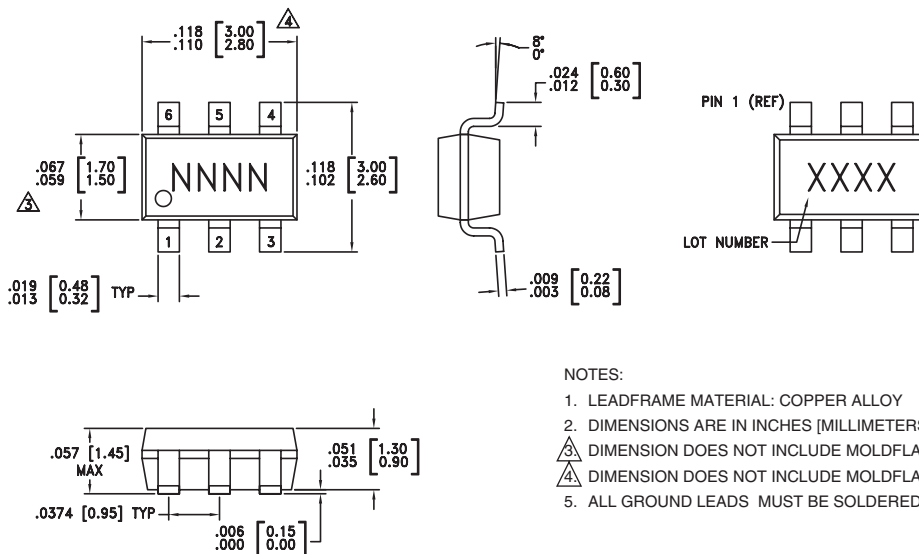 .118 [3.00] 4
.110 [2.80]
8°
0°
.024 [0.60]
.012 [0.30]
PIN 1 (REF)
6 5 4
.067 [1.70]
.059 [1.50]
3
NNNN
.118 [3.00]
.102 [2.60]
XXXX
1 2 3
LOT NUMBER
.019 [0.48]
.013 [0.32] TYP
.009 [0.22]
.003 [0.08]
.057 [1.45]
MAX
.051 [1.30]
.035 [0.90]
.0374 [0.95] TYP
.006 [0.15]
.000 [0.00]
NOTES:
1. LEADFRAME MATERIAL: COPPER ALLOY
2. DIMENSIONS ARE IN INCHES [MILLIMETERS
3. DIMENSION DOES NOT INCLUDE MOLDFLA
4. DIMENSION DOES NOT INCLUDE MOLDFLA
5. ALL GROUND LEADS MUST BE SOLDERED